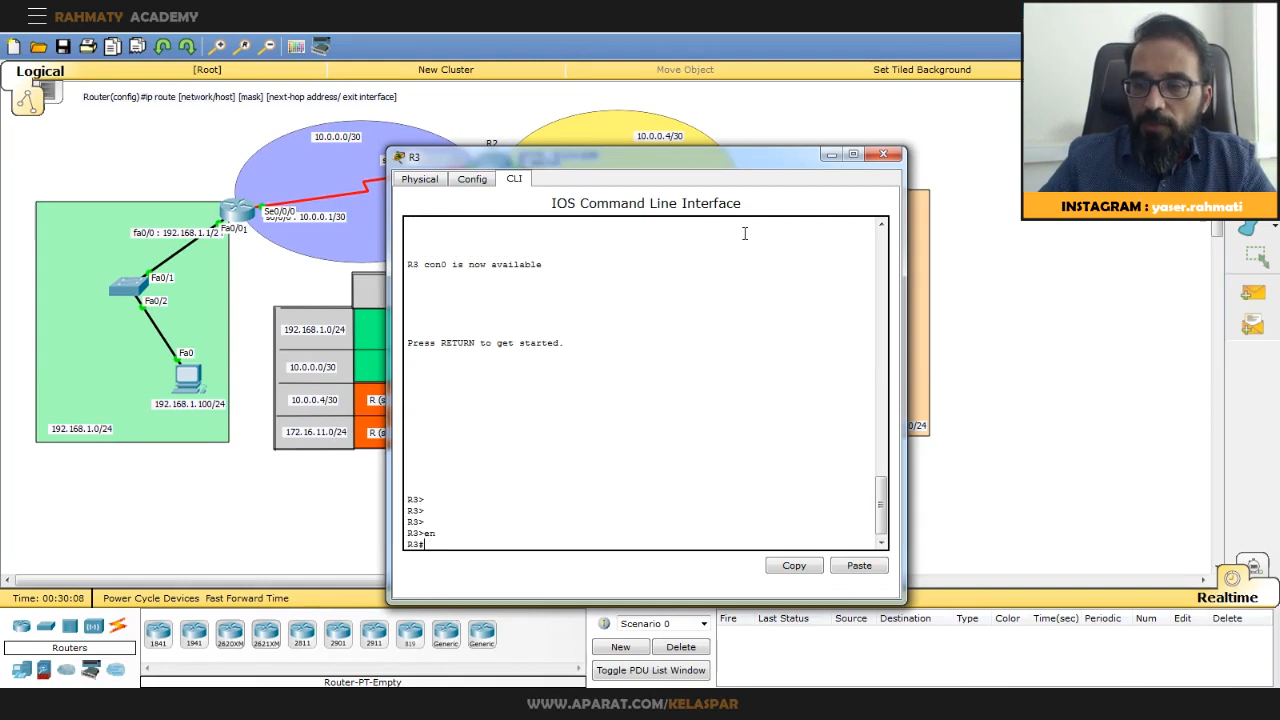 RAHMATY ACADEMY
Logical
[Root]
New Cluster
Move Object
Set Tiled Background
Router(config)#ip route [network/host] [mask] [next-hop address/ exit interface]
10.0.0.0/30
10.0.0.4/30
R2
Se0/0/0
10.0.0.1/30
fa0/0 : 192.168.1.1/2
Fa0/0
Fa0/1
Fa0/2
Fa0
192.168.1.100/24
192.168.1.0/24
192.168.1.0/24
10.0.0.0/30
10.0.0.4/30
R (s
172.16.11.0/24
R (s
0/24
R3
Physical
Config
CLI
IOS Command Line Interface
R3 con0 is now available
Press RETURN to get started.
R3>
R3>
R3>
R3>en
R3#
Copy
Paste
INSTAGRAM : yaser.rahmati
Time: 00:30:08
Power Cycle Devices Fast Forward Time
Realtime
Routers
1841
1941
2620XM
2621XM
2811
2901
2911
819
Generic
Generic
Router-PT-Empty
Scenario 0
New
Delete
Toggle PDU List Window
Fire Last Status Source Destination Type Color Time(sec) Periodic Num Edit Delete
WWW.APARAT.COM/KELASPAR